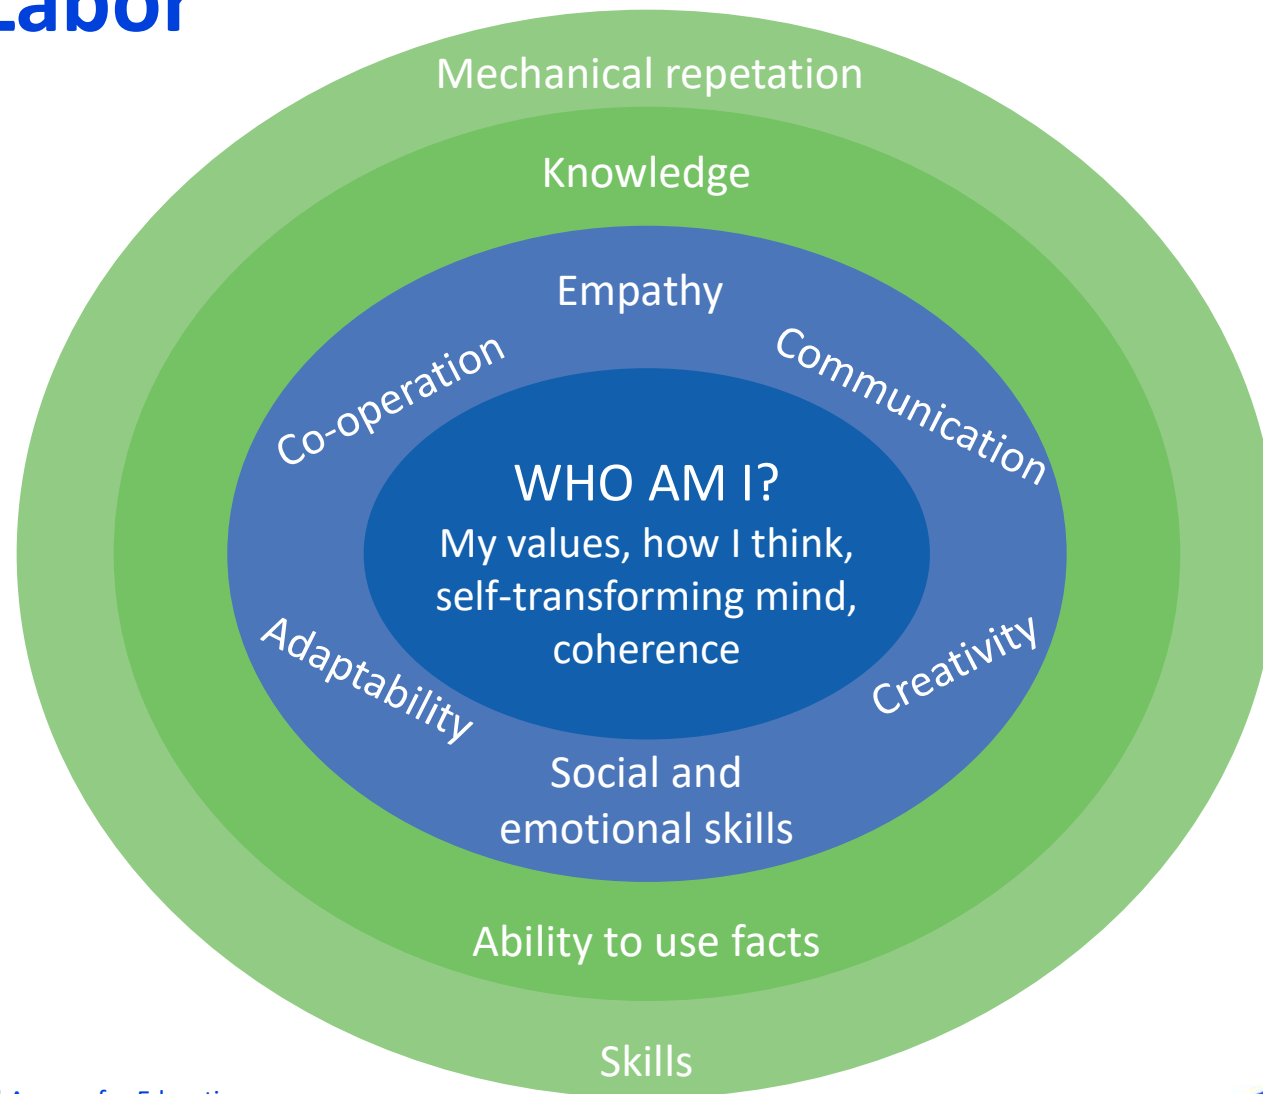 Labor
Mechanical repetation
Knowledge
Empathy
Co-operation
Communication
WHO AM I?
My values, how I think,
self-transforming mind,
coherence
Adaptability
Creativity
Social and
emotional skills
Ability to use facts
Skills